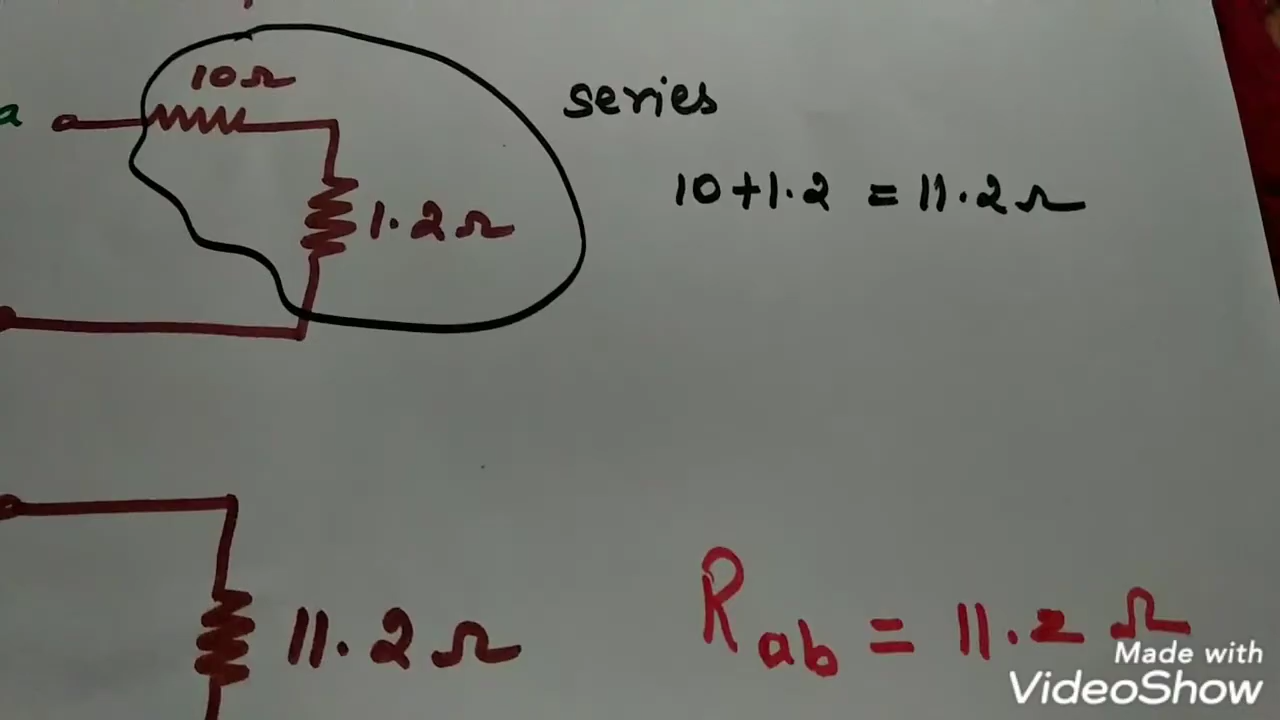 10Ω
a
series
1.2Ω
10+1.2 = 11.2Ω
11.2Ω
Rab = 11.2 Ω
Made with
VideoShow